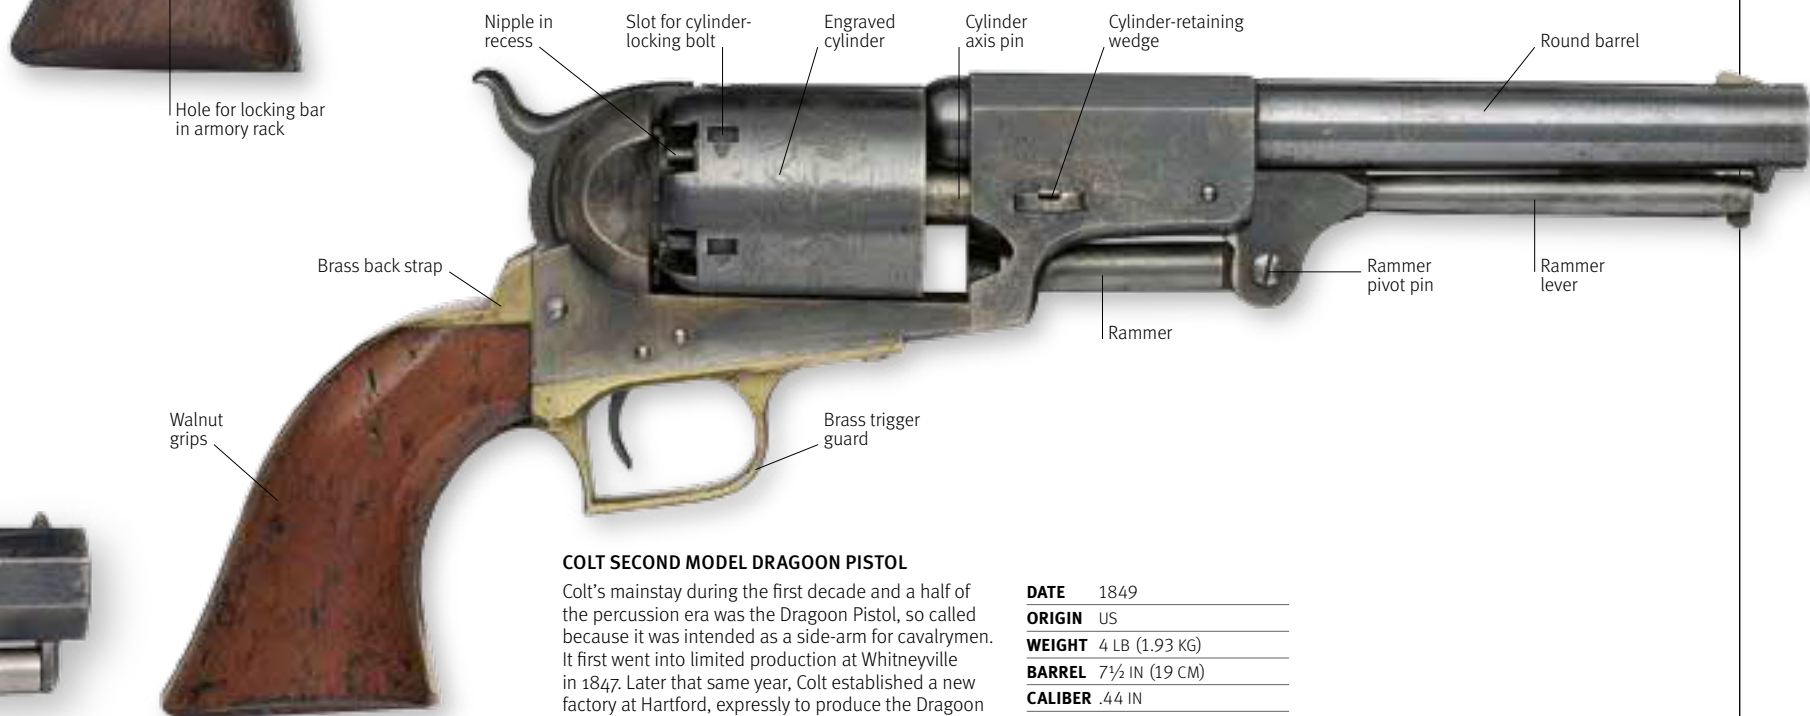 Nipple in
recess
Slot for cylinder-
locking bolt
Engraved
cylinder
Cylinder
axis pin
Cylinder-retaining
wedge
Round barrel
Hole for locking bar
in armory rack
Brass back strap
Rammer
pivot pin
Rammer
lever
Rammer
Walnut
grips
Brass trigger
guard
COLT SECOND MODEL DRAGOON PISTOL
Colt’s mainstay during the first decade and a half of
the percussion era was the Dragoon Pistol, so called
because it was intended as a side-arm for cavalrymen.
It first went into limited production at Whitneyville
in 1847. Later that same year, Colt established a new
factory at Hartford, expressly to produce the Dragoon
DATE 1849
ORIGIN US
WEIGHT 4 LB (1.93 KG)
BARREL 7½ IN (19 CM)
CALIBER .44 IN